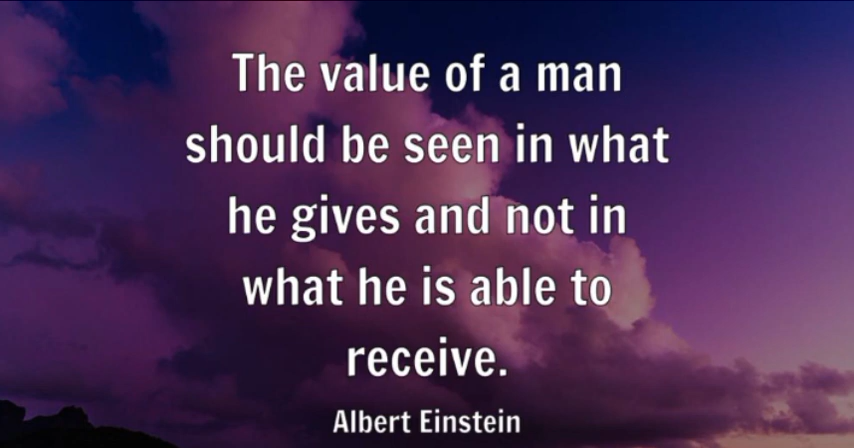 The value of a man
should be seen in what
he gives and not in
what he is able to
receive.
Albert Einstein